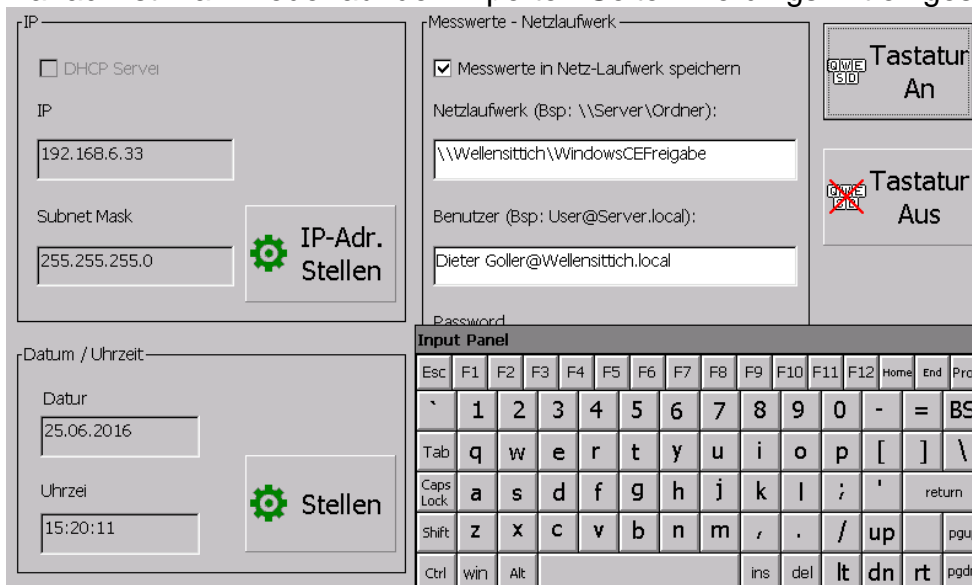 IP
DHCP Server
IP
192.168.6.33
Subnet Mask
255.255.255.0
IP-Adr.
Stellen
Messwerte - Netzlaufwerk
Messwerte in Netz-Laufwerk speichern
Netzlaufwerk (Bsp: \\Server\Ordner):
\\Wellensittich\WindowsCEFreigabe
Benutzer (Bsp: User@Server.local):
Dieter Goller@Wellensittich.local
Password
Tastatur
An
Tastatur
Aus
Datum / Uhrzeit
Datur
25.06.2016
Uhrzei
15:20:11
Stellen
Input Panel
Esc F1 F2 F3 F4 F5 F6 F7 F8 F9 F10 F11 F12 Home End
` 1 2 3 4 5 6 7 8 9 0 - = BS
Tab q w e r t y u i o p [ ] \
Caps Lock a s d f g h j k l ; ' return
Shift z x c v b n m , . / up pgup
Ctrl win Alt ins del lt dn rt pgdn